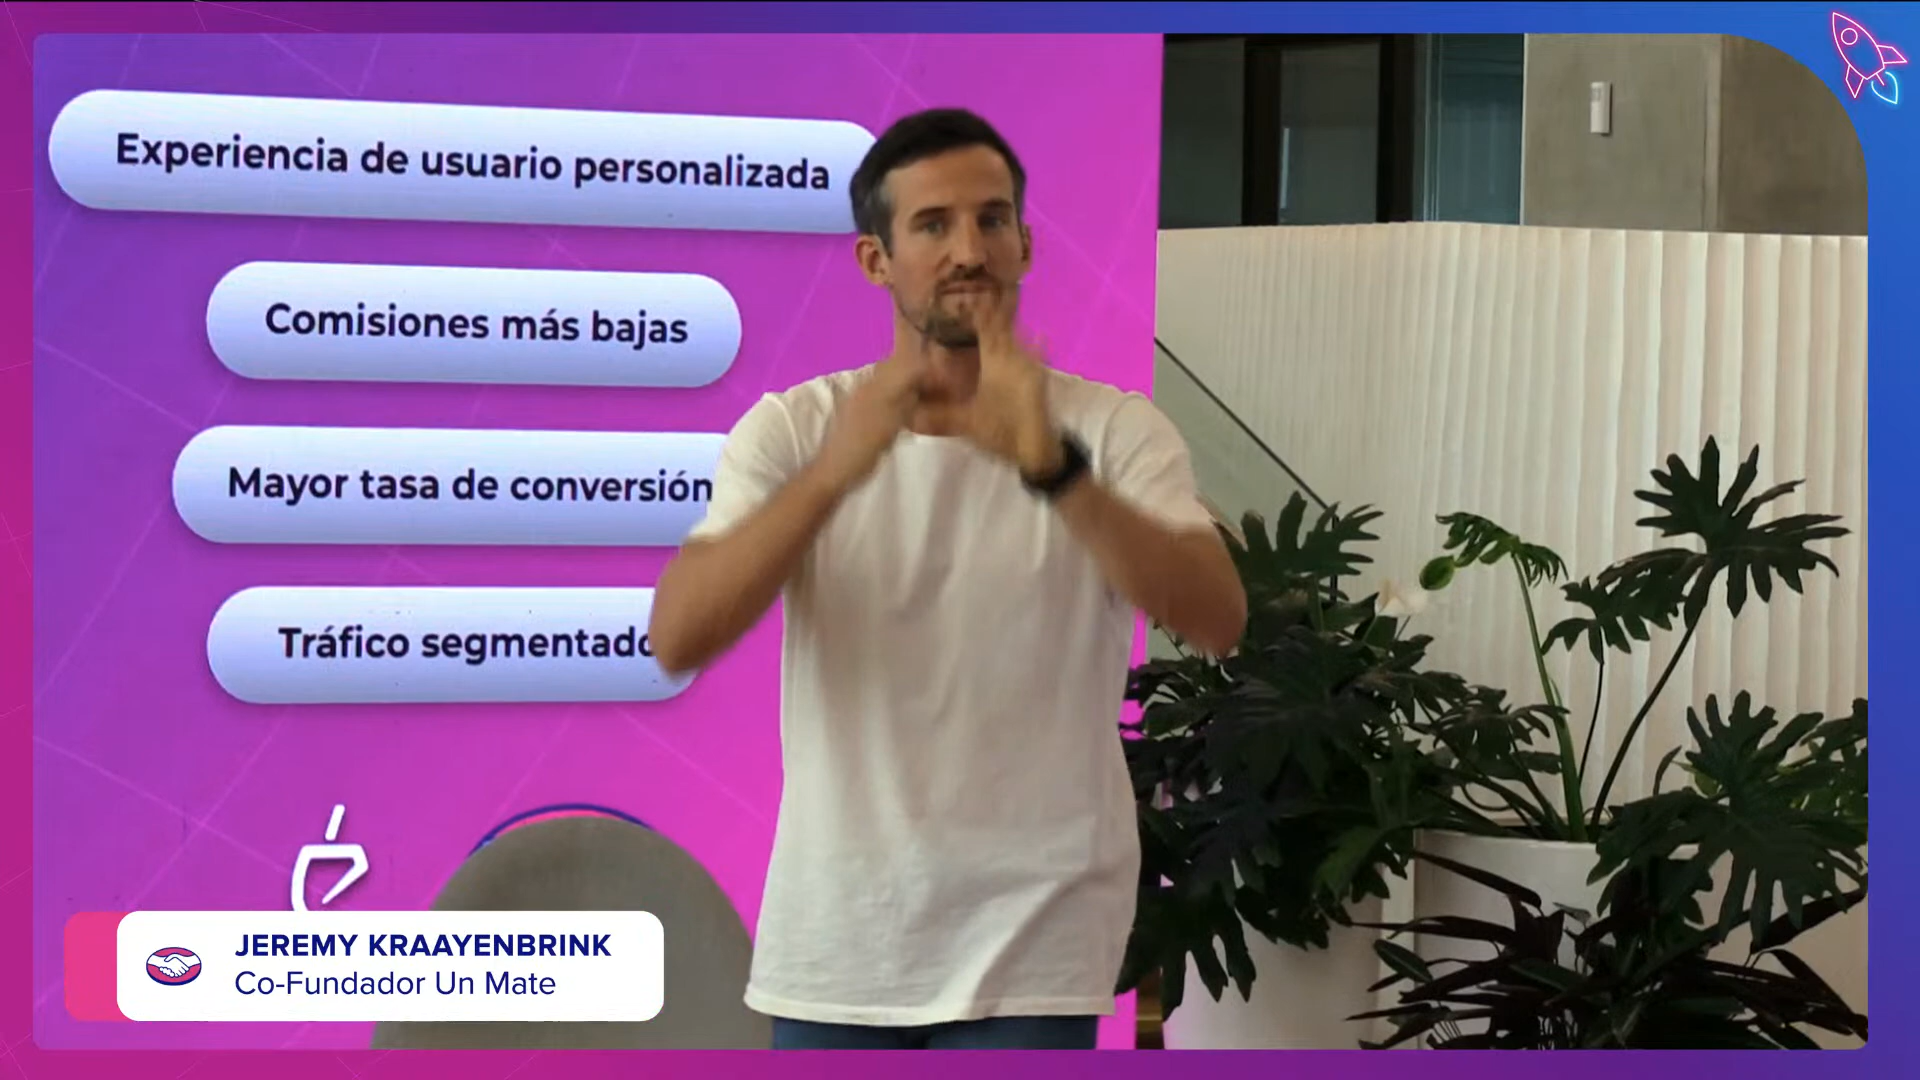 Experiencia de usuario personalizada
Comisiones más bajas
Mayor tasa de conversión
Tráfico segmentado
JEREMY KRAAYENBRINK
Co-Fundador Un Mate